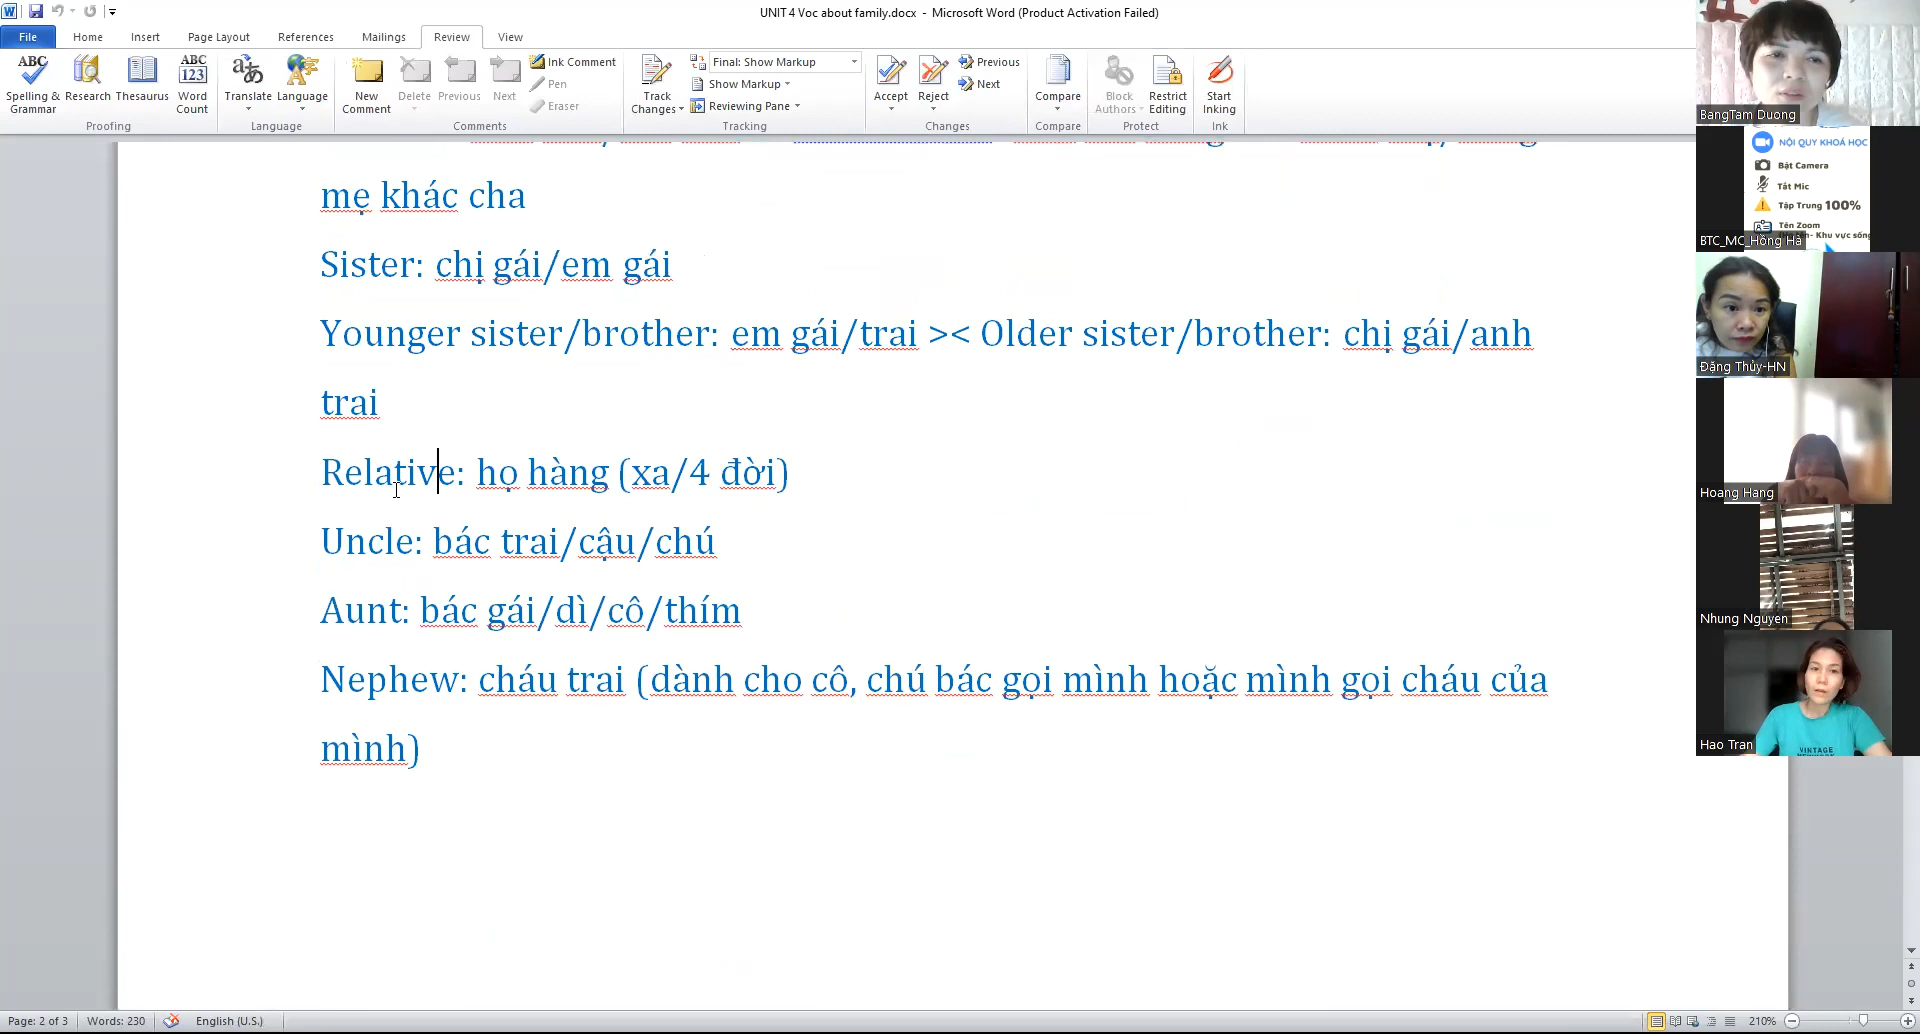 UNIT 4 Voc about family.docx - Microsoft Word (Product Activation Failed)
File Home Insert Page Layout References Mailings Review View
ABC Spelling & Grammar
Research
Thesaurus
ABC 123 Word Count
Translate
Language
New Comment
Delete
Previous
Next
Ink Comment
Pen
Eraser
Track Changes
Final: Show Markup
Show Markup
Reviewing Pane
Accept
Reject
Previous
Next
Compare
Block Authors
Restrict Editing
Start Inking
Proofing Language Comments Tracking Changes Compare Protect Ink
mẹ khác cha
Sister: chị gái/em gái
Younger sister/brother: em gái/trai >< Older sister/brother: chị gái/anh
trai
Relative: họ hàng (xa/4 đời)
Uncle: bác trai/cậu/chú
Aunt: bác gái/dì/cô/thím
Nephew: cháu trai (dành cho cô, chú bác gọi mình hoặc mình gọi cháu của
mình)
BangTam Duong
NỘI QUY KHOÁ HỌC
Bật Camera
Tắt Mic
Tập Trung 100%
Tên Zoom
Khu vực sống
BTC_MC_Hồng Hà
Đặng Thủy-HN
Hoang Hang
Nhung Nguyen
VINTAGE
Hao Tran
Page: 2 of 3 Words: 230 English (U.S.) 210%